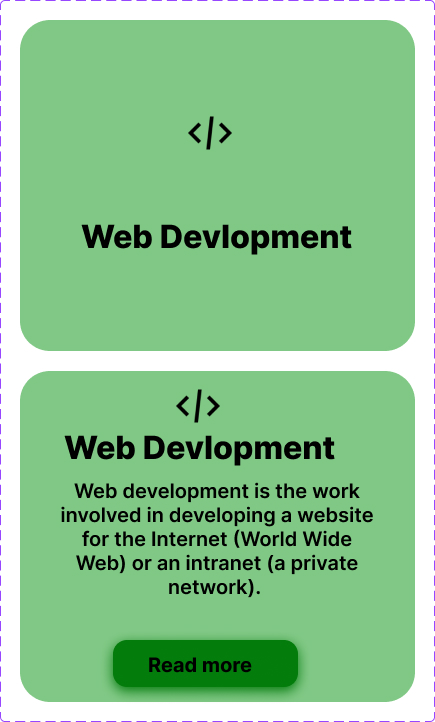 </>
Web Devlopment
</>
Web Devlopment
Web development is the work
involved in developing a website
for the Internet (World Wide
Web) or an intranet (a private
network).
Read more